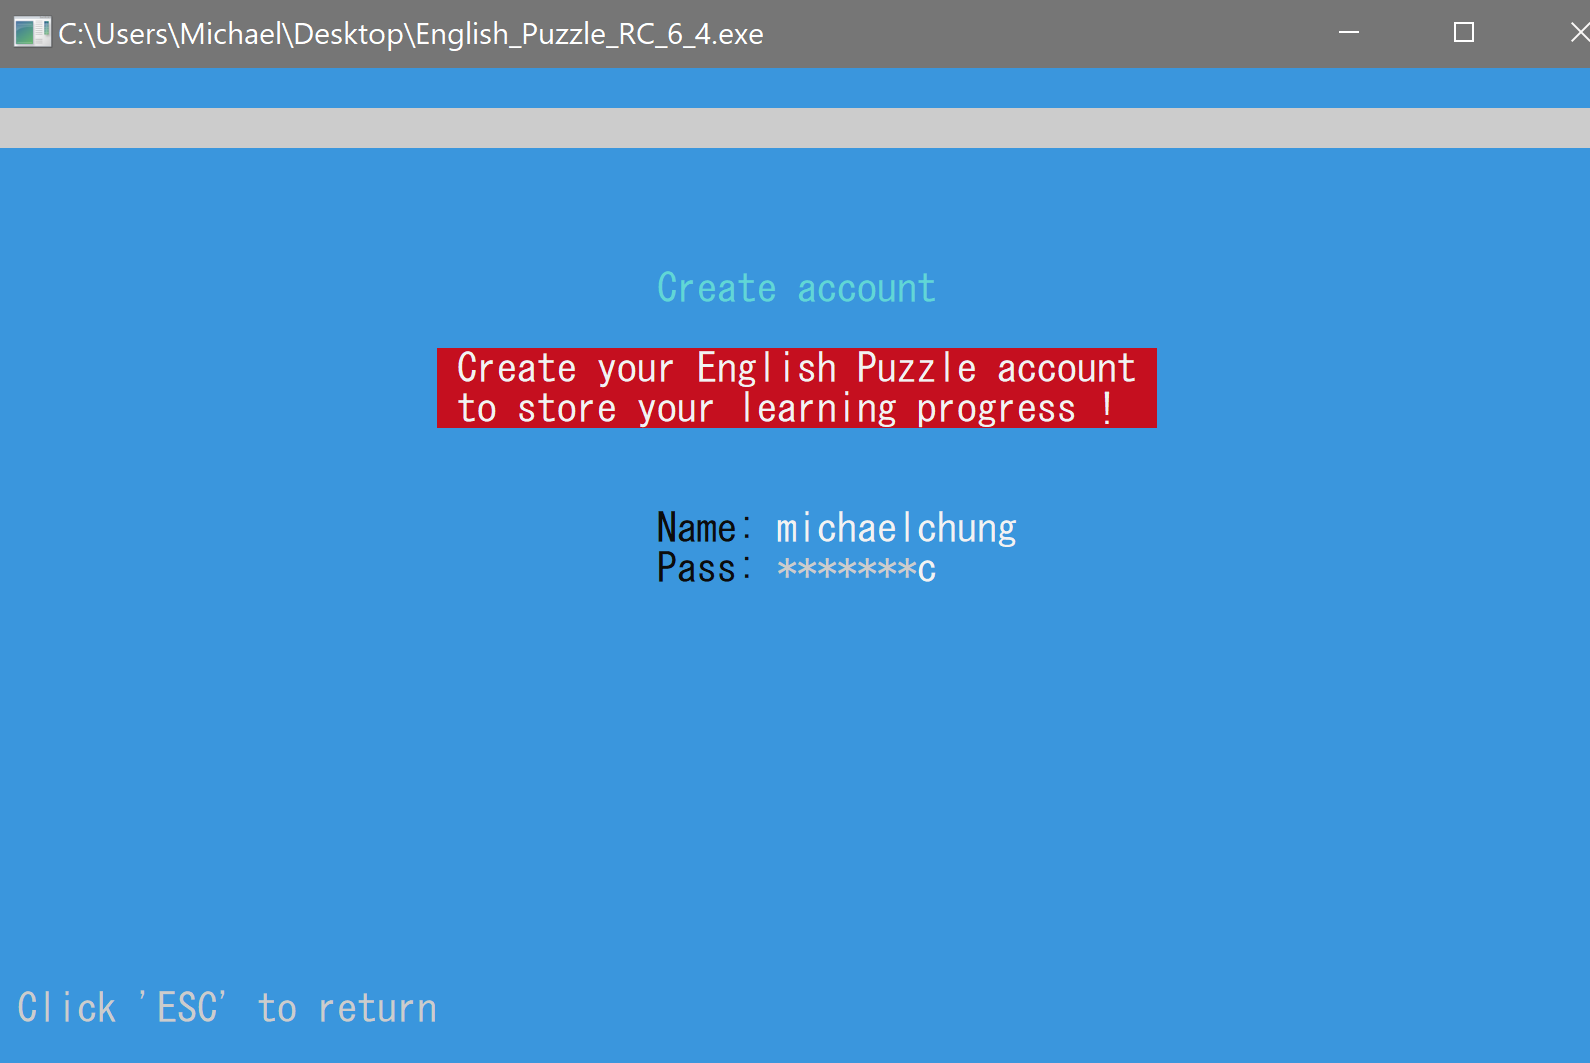 C:\Users\Michael\Desktop\English_Puzzle_RC_6_4.exe
Create account
Create your English Puzzle account
to store your learning progress !
Name: michaelchung
Pass: *******c
Click 'ESC' to return